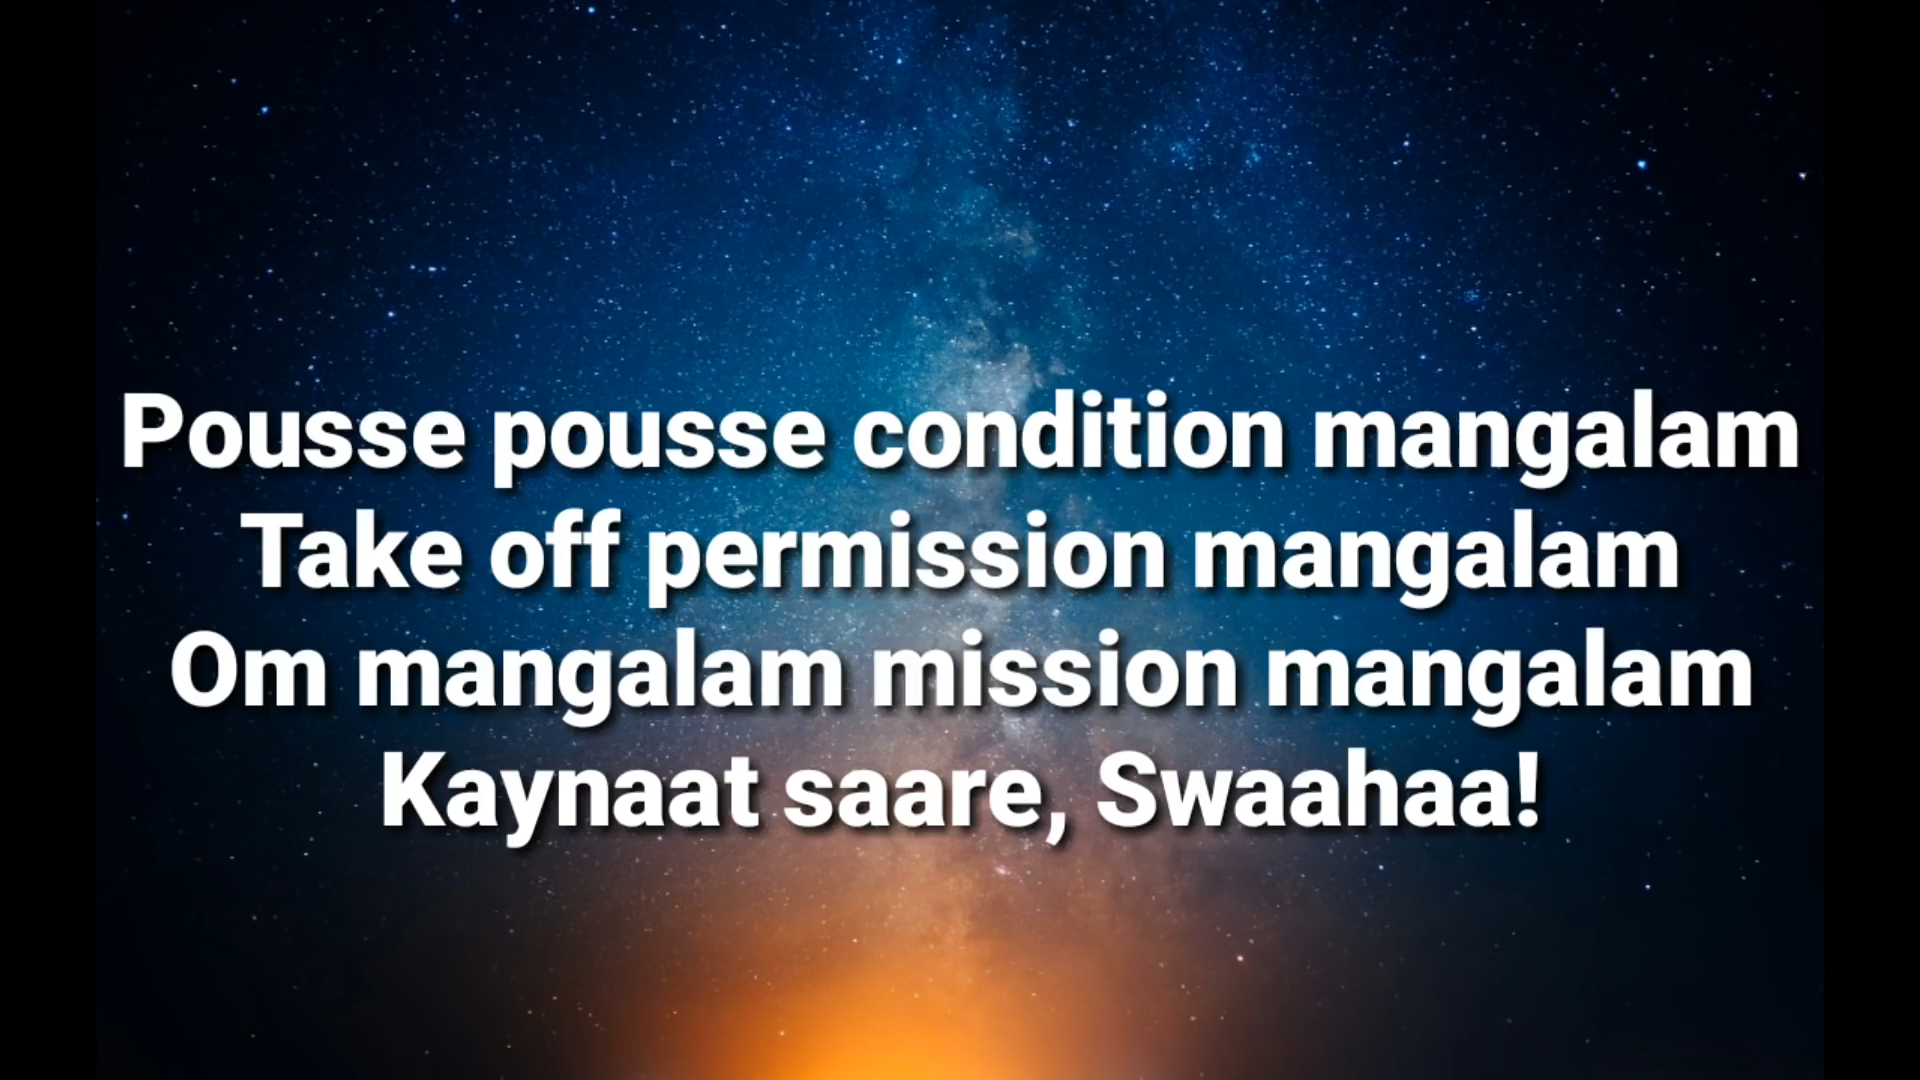 Pousse pousse condition mangalam
Take off permission mangalam
Om mangalam mission mangalam
Kaynaat saare, Swaahaa!